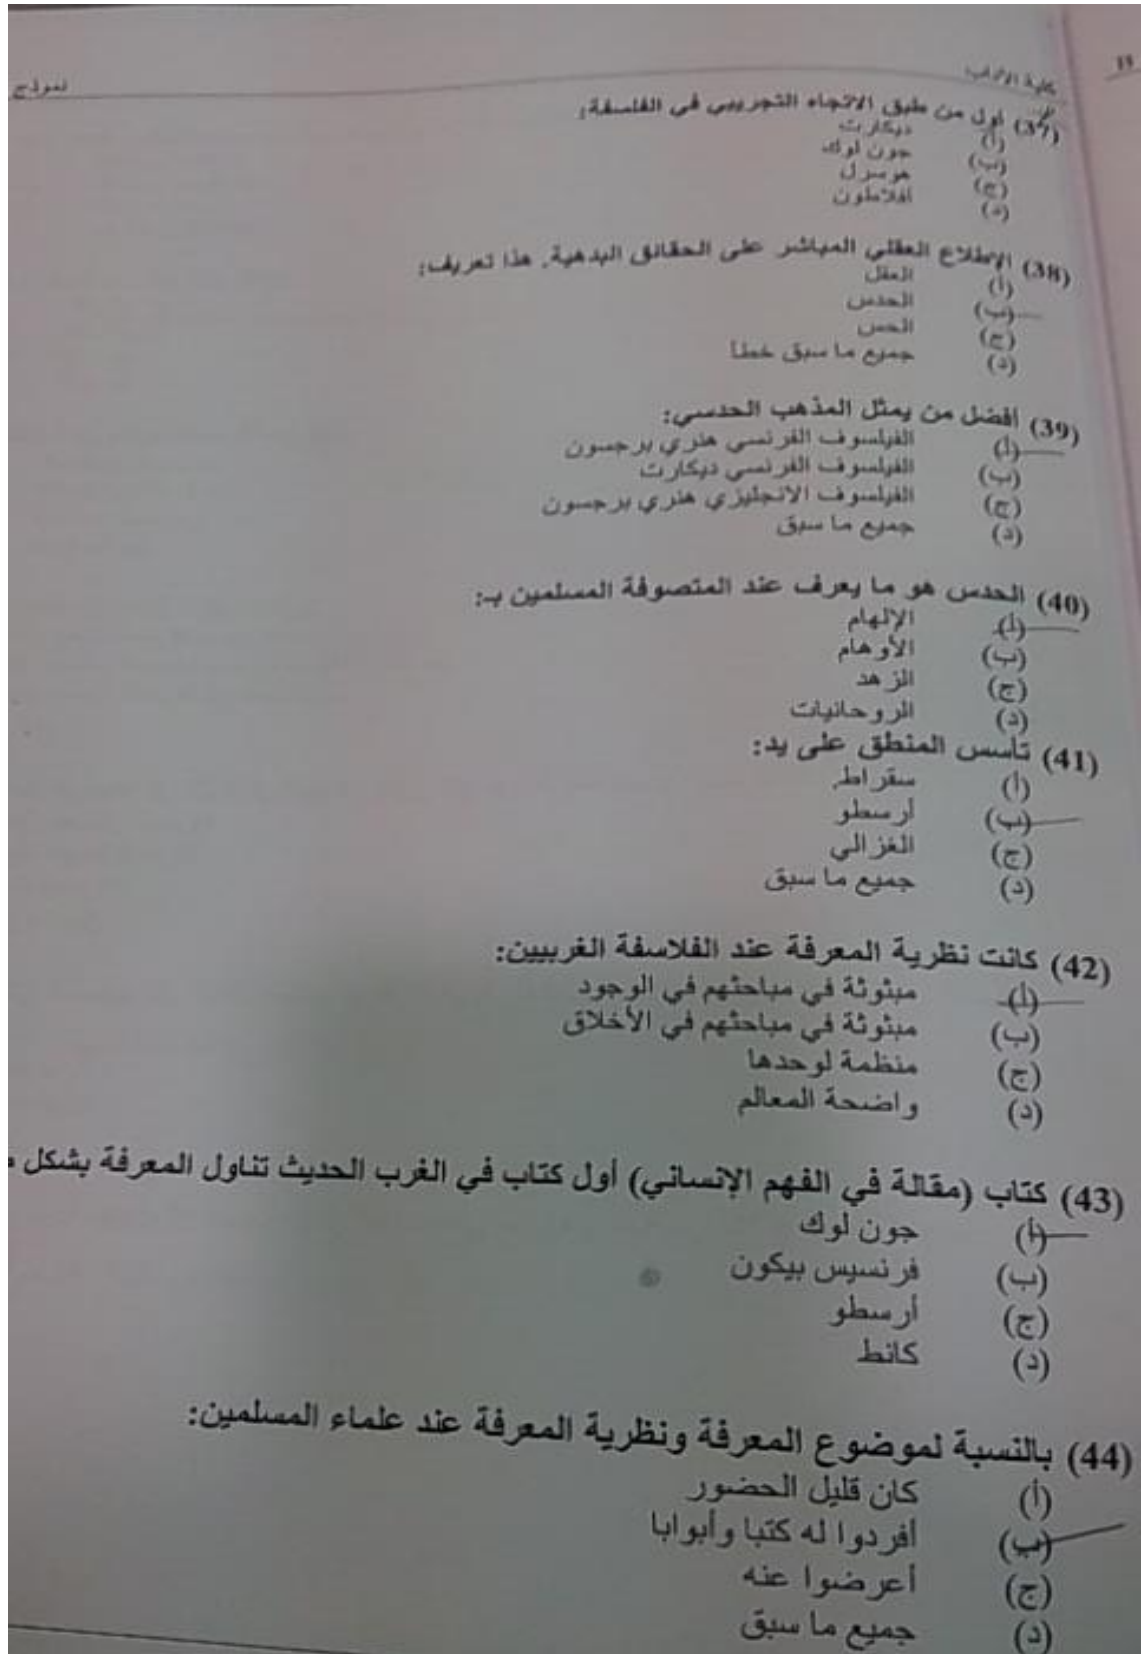 11
كلية الآداب
نموذج
(37) أول من طبق الاتجاه التجريبي في الفلسفة:
(أ) ديكارت
(ب) جون لوك
(ج) هوسرل
(د) أفلاطون
(38) الإطلاع العقلي المباشر على الحقائق البدهية. هذا تعريف:
(أ) العقل
(ب) الحدس
(ج) الحس
(د) جميع ما سبق خطأ
(39) أفضل من يمثل المذهب الحدسي:
(أ) الفيلسوف الفرنسي هنري برجسون
(ب) الفيلسوف الفرنسي ديكارت
(ج) الفيلسوف الانجليزي هنري برجسون
(د) جميع ما سبق
(40) الحدس هو ما يعرف عند المتصوفة المسلمين بـ:
(أ) الإلهام
(ب) الأوهام
(ج) الزهد
(د) الروحانيات
(41) تأسس المنطق على يد:
(أ) سقراط
(ب) أرسطو
(ج) الغزالي
(د) جميع ما سبق
(42) كانت نظرية المعرفة عند الفلاسفة الغربيين:
(أ) مبثوثة في مباحثهم في الوجود
(ب) مبثوثة في مباحثهم في الأخلاق
(ج) منظمة لوحدها
(د) واضحة المعالم
(43) كتاب (مقالة في الفهم الإنساني) أول كتاب في الغرب الحديث تناول المعرفة بشكل
(أ) جون لوك
(ب) فرنسيس بيكون
(ج) أرسطو
(د) كانط
(44) بالنسبة لموضوع المعرفة ونظرية المعرفة عند علماء المسلمين:
(أ) كان قليل الحضور
(ب) أفردوا له كتبا وأبوابا
(ج) أعرضوا عنه
(د) جميع ما سبق